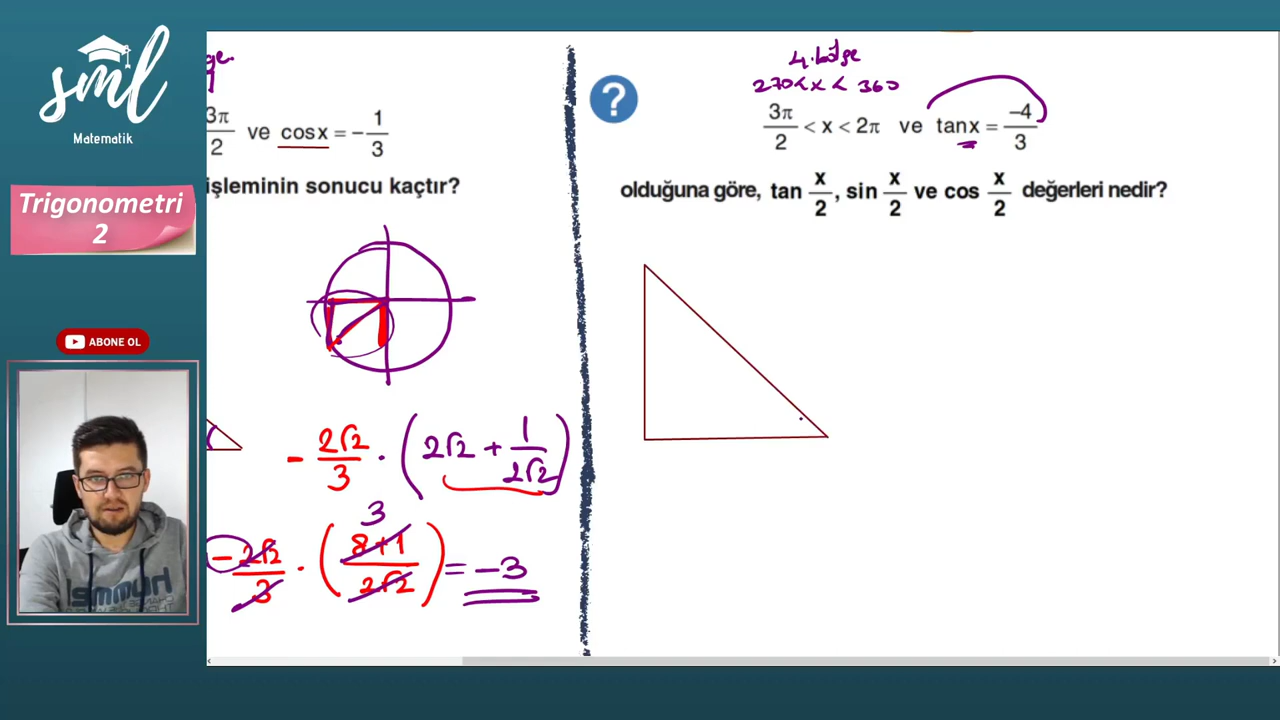 sml
Matematik
Trigonometri
2
ABONE OL
ge.
3π/2 ve cosx = -1/3
işleminin sonucu kaçtır?
- 2√2/3 · (2√2 + 1/2√2)
3
- 2√2/3 · (8+1/2√2) = -3
?
4.bölge
270<x< 360
3π/2 < x < 2π ve tanx = -4/3
olduğuna göre, tan x/2, sin x/2 ve cos x/2 değerleri nedir?